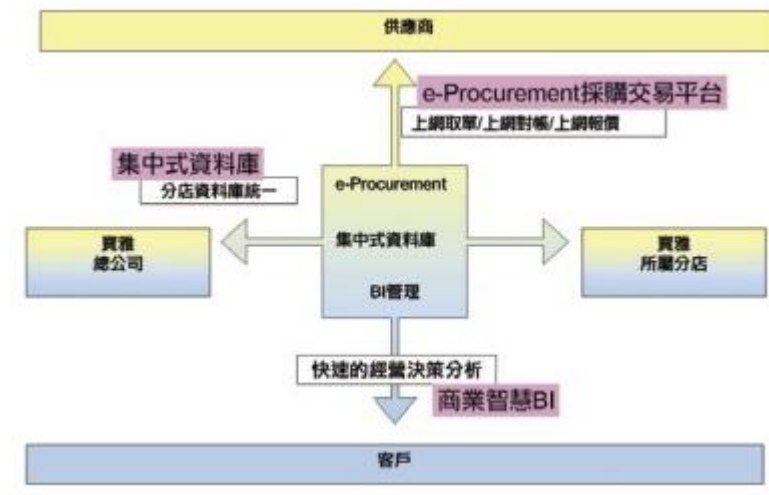 供應商
e-Procurement採購交易平台
上網取單/上網對帳/上網報價
集中式資料庫
分店資料庫統一
e-Procurement
集中式資料庫
BI管理
寶雅
總公司
寶雅
所屬分店
快速的經營決策分析
商業智慧BI
客戶